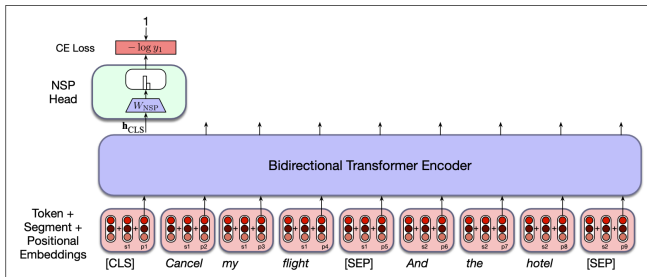 1
CE Loss
− log y₁
NSP
Head
W_NSP
h_CLS
Bidirectional Transformer Encoder
Token +
Segment +
Positional
Embeddings
+ + + + + + + + + + + + + + + + + +
s1 p1 s1 p2 s1 p3 s1 p4 s1 p5 s2 p6 s2 p7 s2 p8 s2 p9
[CLS] Cancel my flight [SEP] And the hotel [SEP]